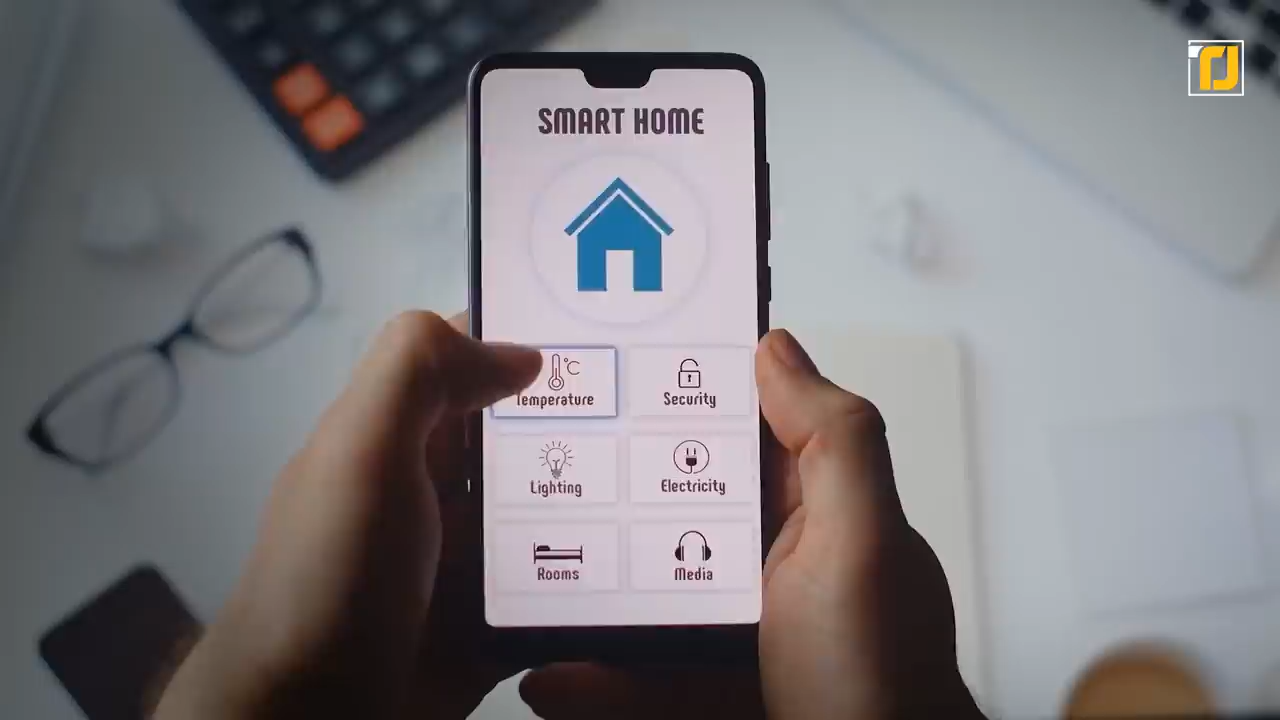 SMART HOME
°C
Temperature
Security
Lighting
Electricity
Rooms
Media